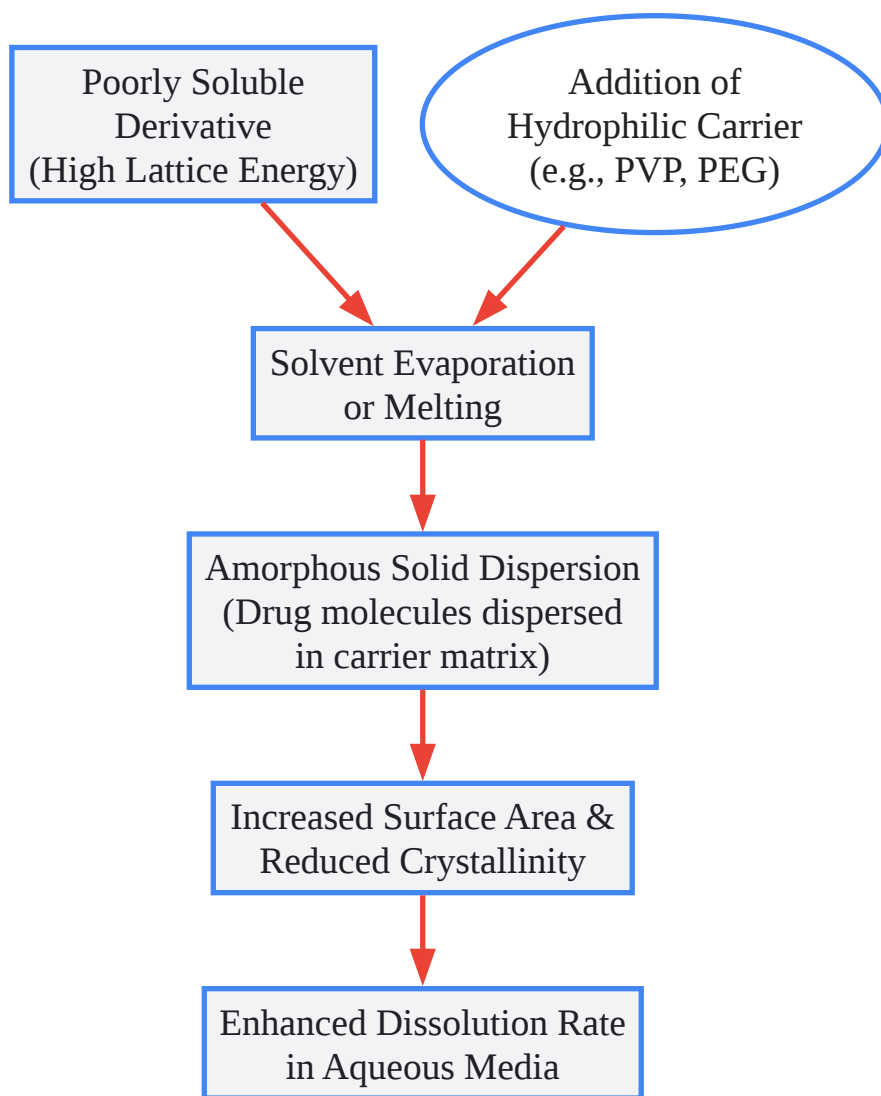 Poorly Soluble
Derivative
(High Lattice Energy)
Addition of
Hydrophilic Carrier
(e.g., PVP, PEG)
Solvent Evaporation
or Melting
Amorphous Solid Dispersion
(Drug molecules dispersed
in carrier matrix)
Increased Surface Area &
Reduced Crystallinity
Enhanced Dissolution Rate
in Aqueous Media